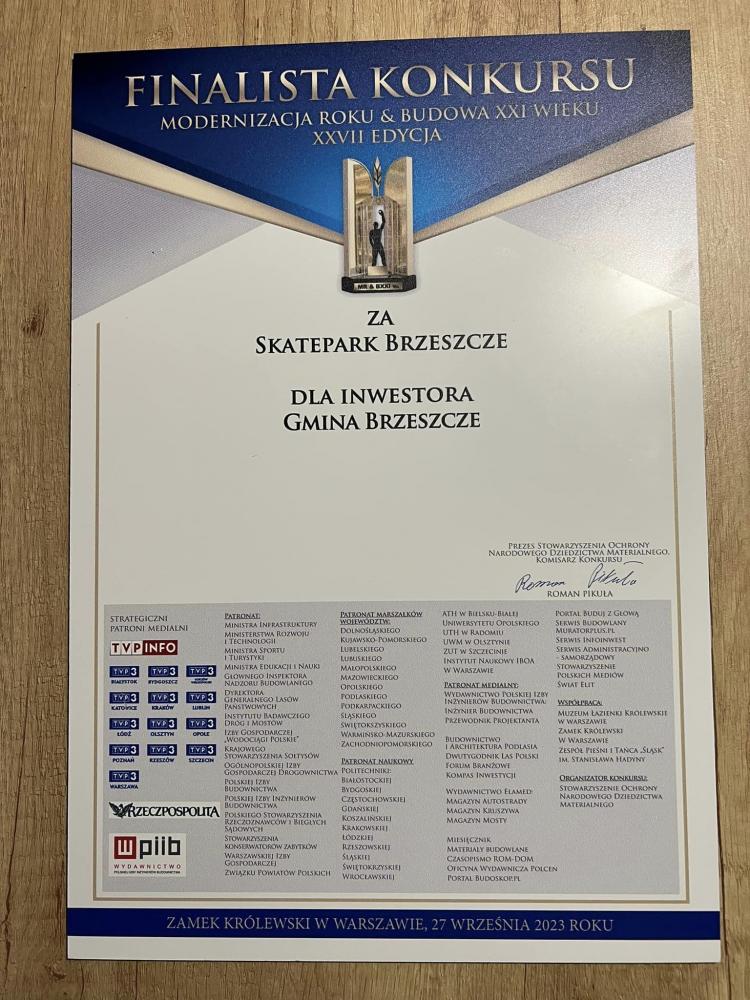 FINALISTA KONKURSU
MODERNIZACJA ROKU & BUDOWA XXI WIEKU
XXVII EDYCJA
MR & BXXI
ZA
SKATEPARK BRZESZCZE
DLA INWESTORA
GMINA BRZESZCZE
PREZES STOWARZYSZENIA OCHRONY
NARODOWEGO DZIEDZICTWA MATERIALNEGO,
KOMISARZ KONKURSU
Roman Pikuła
ROMAN PIKUŁA
STRATEGICZNI
PATRONI MEDIALNI
TVP INFO
TVP3 BIAŁYSTOK
TVP3 BYDGOSZCZ
TVP3
TVP3 KATOWICE
TVP3 KRAKÓW
TVP3 LUBLIN
TVP3 ŁÓDŹ
TVP3 OLSZTYN
TVP3 OPOLE
TVP3 POZNAŃ
TVP3 RZESZÓW
TVP3 SZCZECIN
TVP3 WARSZAWA
RZECZPOSPOLITA
piib
WYDAWNICTWO
POLSKIEJ IZBY INŻYNIERÓW BUDOWNICTWA
PATRONAT:
MINISTRA INFRASTRUKTURY
MINISTERSTWA ROZWOJU
I TECHNOLOGII
MINISTRA SPORTU
I TURYSTYKI
MINISTRA EDUKACJI I NAUKI
GŁÓWNEGO INSPEKTORA
NADZORU BUDOWLANEGO
DYREKTORA
GENERALNEGO LASÓW
PAŃSTWOWYCH
INSTYTUTU BADAWCZEGO
DRÓG I MOSTÓW
IZBY GOSPODARCZEJ
„WODOCIĄGI POLSKIE"
KRAJOWEGO
STOWARZYSZENIA SOŁTYSÓW
OGÓLNOPOLSKIEJ IZBY
GOSPODARCZEJ DROGOWNICTWA
POLSKIEJ IZBY
BUDOWNICTWA
POLSKIEJ IZBY INŻYNIERÓW
BUDOWNICTWA
POLSKIEGO STOWARZYSZENIA
RZECZOZNAWCÓW I BIEGŁYCH
SĄDOWYCH
STOWARZYSZENIA
KONSERWATORÓW ZABYTKÓW
WARSZAWSKIEJ IZBY
GOSPODARCZEJ
ZWIĄZKU POWIATÓW POLSKICH
PATRONAT MARSZAŁKÓW
WOJEWÓDZTW:
DOLNOŚLĄSKIEGO
KUJAWSKO-POMORSKIEGO
LUBELSKIEGO
LUBUSKIEGO
MAŁOPOLSKIEGO
MAZOWIECKIEGO
OPOLSKIEGO
PODLASKIEGO
PODKARPACKIEGO
ŚLĄSKIEGO
ŚWIĘTOKRZYSKIEGO
WARMIŃSKO-MAZURSKIEGO
ZACHODNIOPOMORSKIEGO
PATRONAT NAUKOWY
POLITECHNIKI:
BIAŁOSTOCKIEJ
BYDGOSKIEJ
CZĘSTOCHOWSKIEJ
GDAŃSKIEJ
KOSZALIŃSKIEJ
KRAKOWSKIEJ
ŁÓDZKIEJ
RZESZOWSKIEJ
ŚLĄSKIEJ
ŚWIĘTOKRZYSKIEJ
WROCŁAWSKIEJ
ATH W BIELSKU-BIAŁEJ
UNIWERSYTETU OPOLSKIEGO
UTH W RADOMIU
UWM W OLSZTYNIE
ZUT W SZCZECINIE
INSTYTUT NAUKOWY IBOA
W WARSZAWIE
PATRONAT MEDIALNY:
WYDAWNICTWO POLSKIEJ IZBY
INŻYNIERÓW BUDOWNICTWA:
INŻYNIER BUDOWNICTWA
PRZEWODNIK PROJEKTANTA
BUDOWNICTWO
I ARCHITEKTURA PODLASIA
DWUTYGODNIK LAS POLSKI
FORUM BRANŻOWE
KOMPAS INWESTYCJI
WYDAWNICTWO ELAMED:
MAGAZYN AUTOSTRADY
MAGAZYN KRUSZYWA
MAGAZYN MOSTY
MIESIĘCZNIK
MATERIAŁY BUDOWLANE
CZASOPISMO ROM-DOM
OFICYNA WYDAWNICZA POLCEN
PORTAL BUDOSKOP.PL
PORTAL BUDUJ Z GŁOWĄ
SERWIS BUDOWLANY
MURATORPLUS.PL
SERWIS INFOINWEST
SERWIS ADMINISTRACYJNO
- SAMORZĄDOWY
STOWARZYSZENIE
POLSKICH MEDIÓW
ŚWIAT ELIT
WSPÓŁPRACA:
MUZEUM ŁAZIENKI KRÓLEWSKIE
W WARSZAWIE
ZAMEK KRÓLEWSKI
W WARSZAWIE
ZESPÓŁ PIEŚNI I TAŃCA „ŚLĄSK"
IM. STANISŁAWA HADYNY
ORGANIZATOR KONKURSU:
STOWARZYSZENIE OCHRONY
NARODOWEGO DZIEDZICTWA
MATERIALNEGO
ZAMEK KRÓLEWSKI W WARSZAWIE, 27 WRZEŚNIA 2023 ROKU